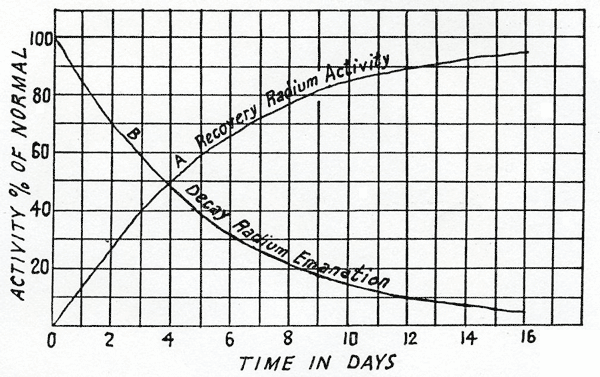 ACTIVITY % OF NORMAL
100
80
60
40
20
0
B
A Recovery Radium Activity
Decay Radium Emanation
0 2 4 6 8 10 12 14 16
TIME IN DAYS